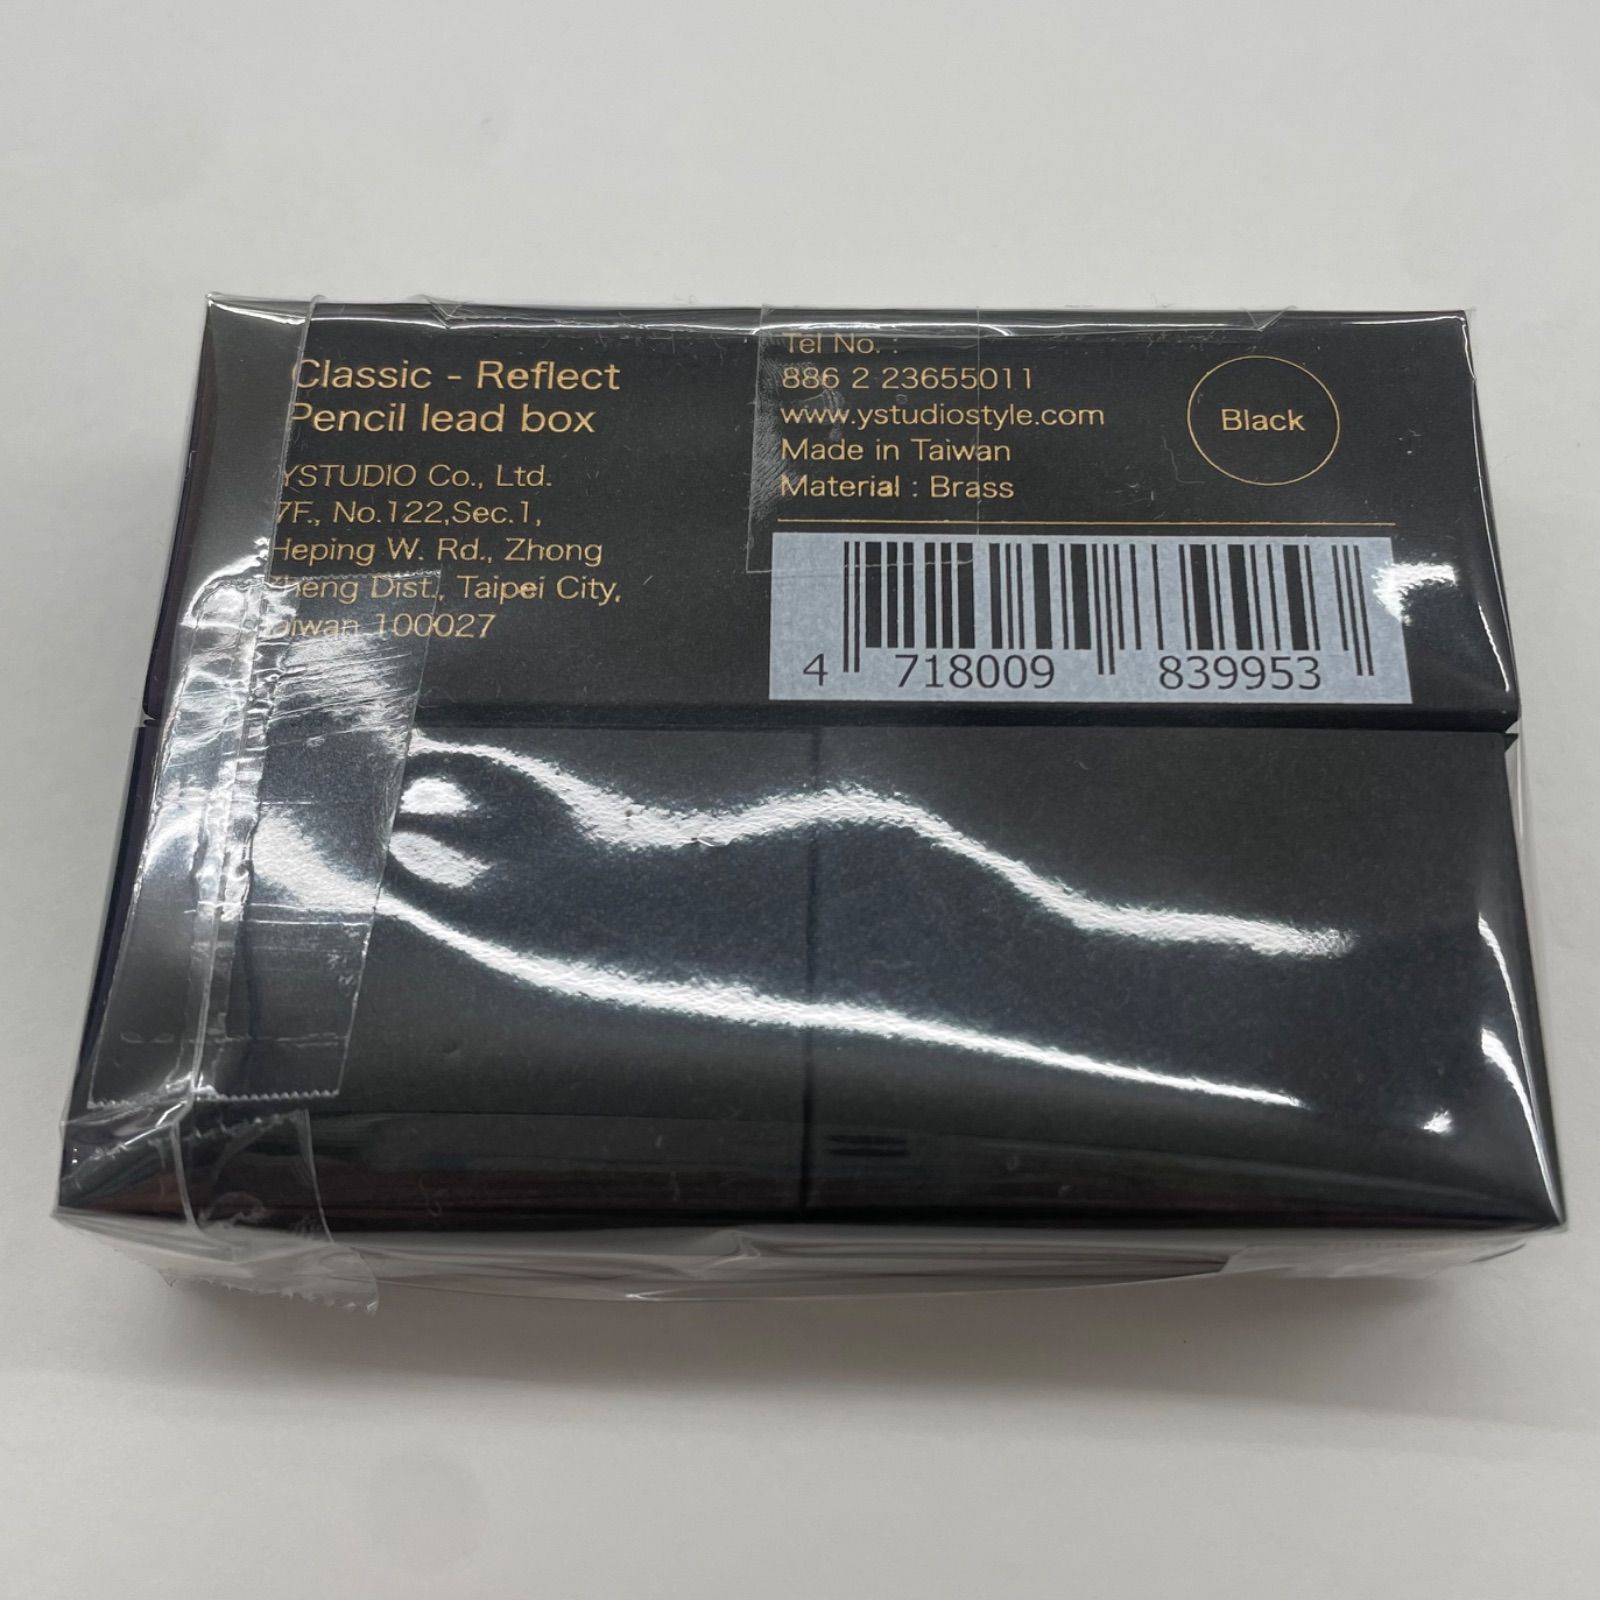 Classic - Reflect
Pencil lead box
YSTUDIO Co., Ltd.
7F., No.122,Sec.1,
Heping W. Rd., Zhong
Zheng Dist., Taipei City,
Taiwan 100027
Tel No. :
886 2 23655011
www.ystudiostyle.com
Made in Taiwan
Material : Brass
Black
4 718009 839953